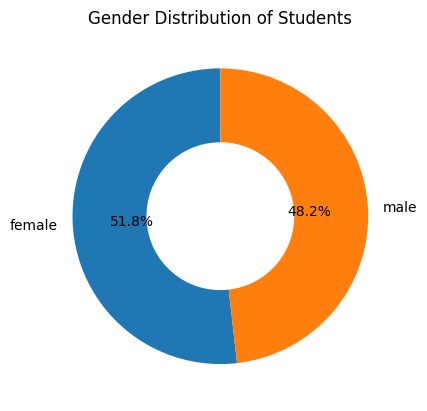 Gender Distribution of Students
male
48.2%
51.8%
female